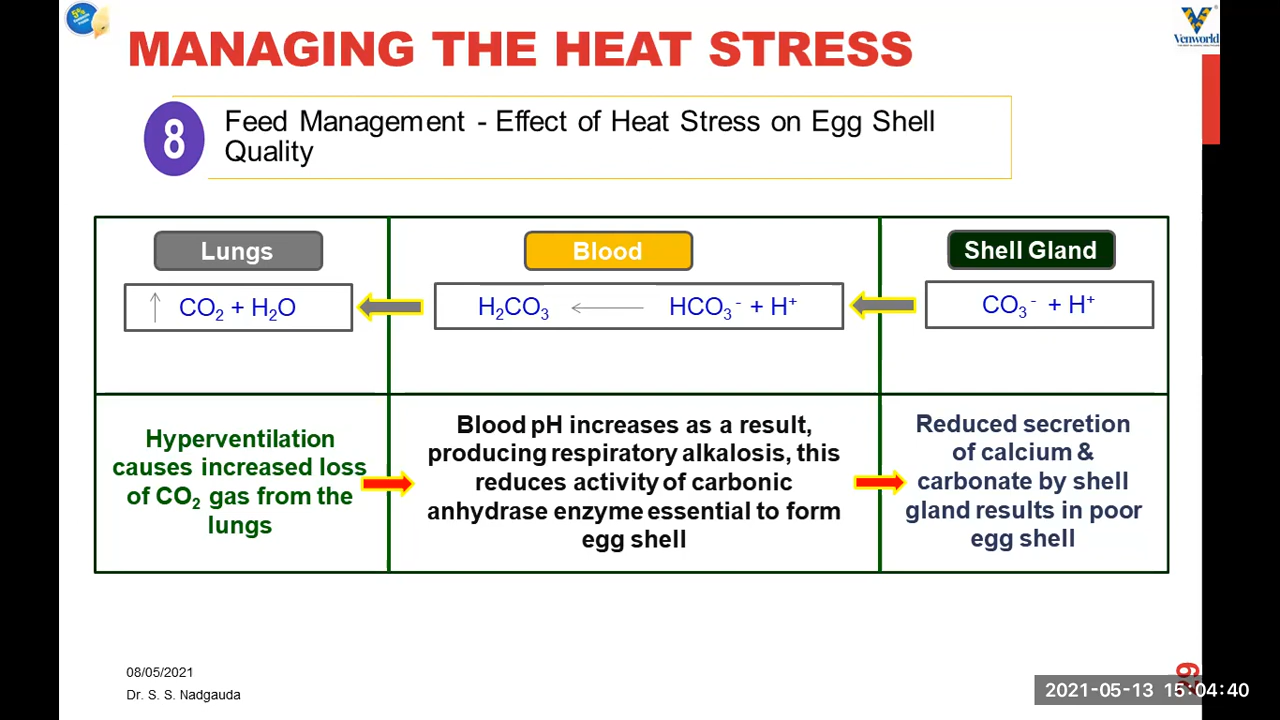 5%
Venworld
MANAGING THE HEAT STRESS
8
Feed Management - Effect of Heat Stress on Egg Shell
Quality
Lungs
Blood
Shell Gland
↑ CO₂ + H₂O
H₂CO₃ ← HCO₃⁻ + H⁺
CO₃⁻ + H⁺
Hyperventilation
causes increased loss
of CO₂ gas from the
lungs
Blood pH increases as a result,
producing respiratory alkalosis, this
reduces activity of carbonic
anhydrase enzyme essential to form
egg shell
Reduced secretion
of calcium &
carbonate by shell
gland results in poor
egg shell
08/05/2021
Dr. S. S. Nadgauda
2021-05-13 15:04:40